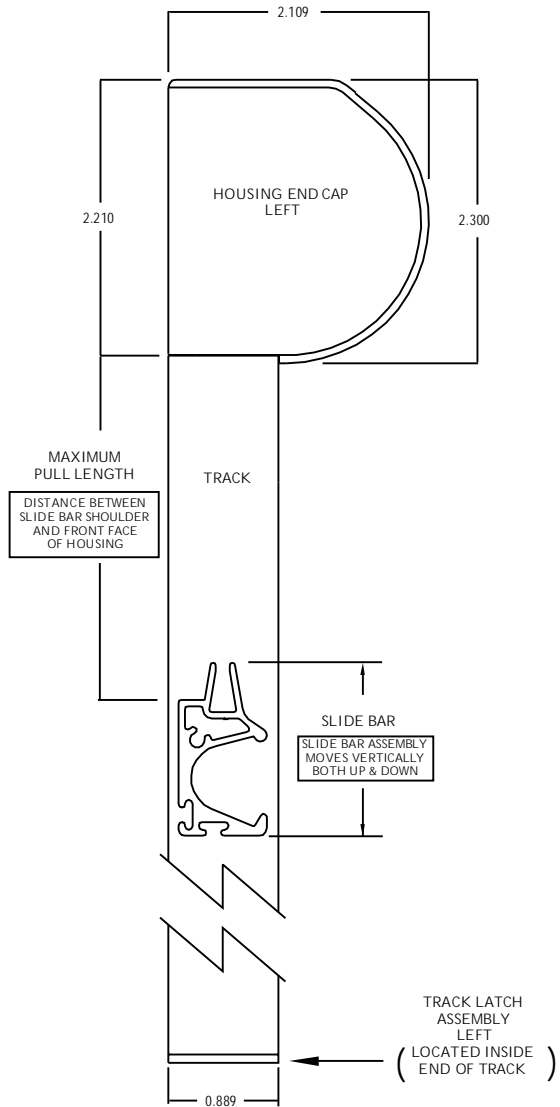 2.109
HOUSING END CAP
LEFT
2.210
2.300
MAXIMUM
PULL LENGTH
DISTANCE BETWEEN
SLIDE BAR SHOULDER
AND FRONT FACE
OF HOUSING
TRACK
SLIDE BAR
SLIDE BAR ASSEMBLY
MOVES VERTICALLY
BOTH UP & DOWN
TRACK LATCH
ASSEMBLY
LEFT
(LOCATED INSIDE
END OF TRACK)
0.889